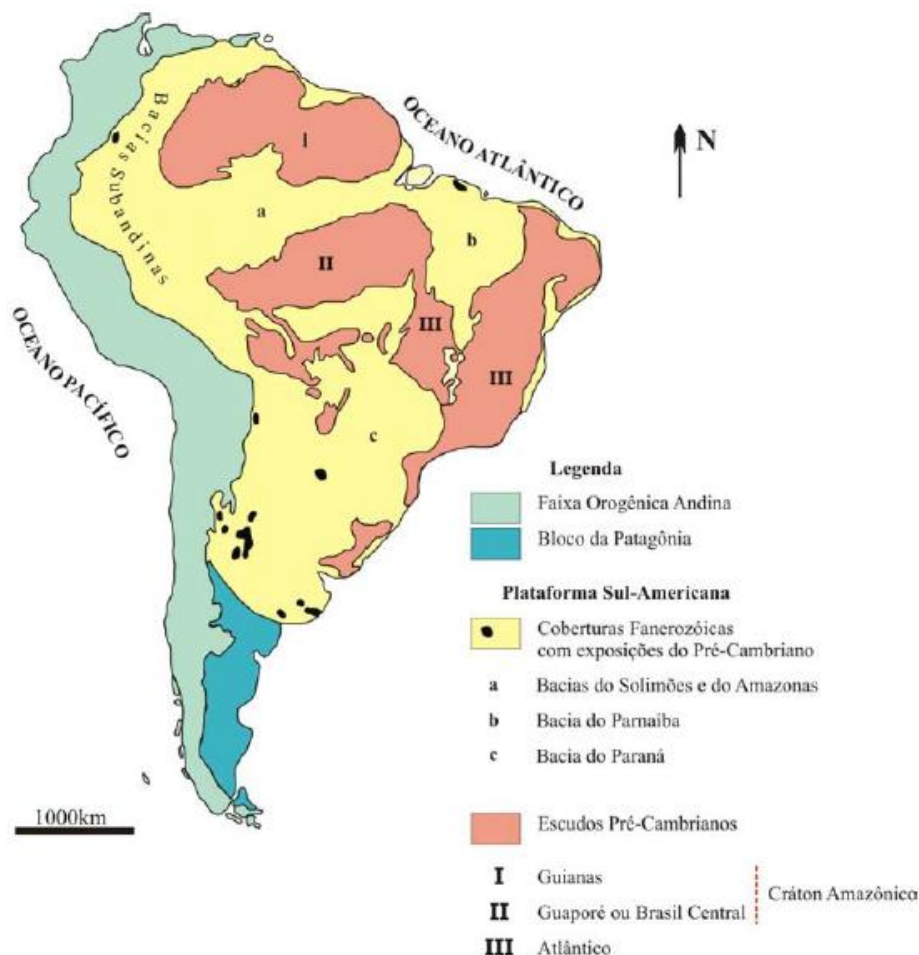 OCEANO ATLÂNTICO
N
Bacias Subandinas
I
a
b
II
III
III
OCEANO PACÍFICO
c
Legenda
Faixa Orogênica Andina
Bloco da Patagônia
Plataforma Sul-Americana
Coberturas Fanerozóicas
com exposições do Pré-Cambriano
a Bacias do Solimões e do Amazonas
b Bacia do Parnaíba
c Bacia do Paraná
1000km
Escudos Pré-Cambrianos
I Guianas
Cráton Amazônico
II Guaporé ou Brasil Central
III Atlântico